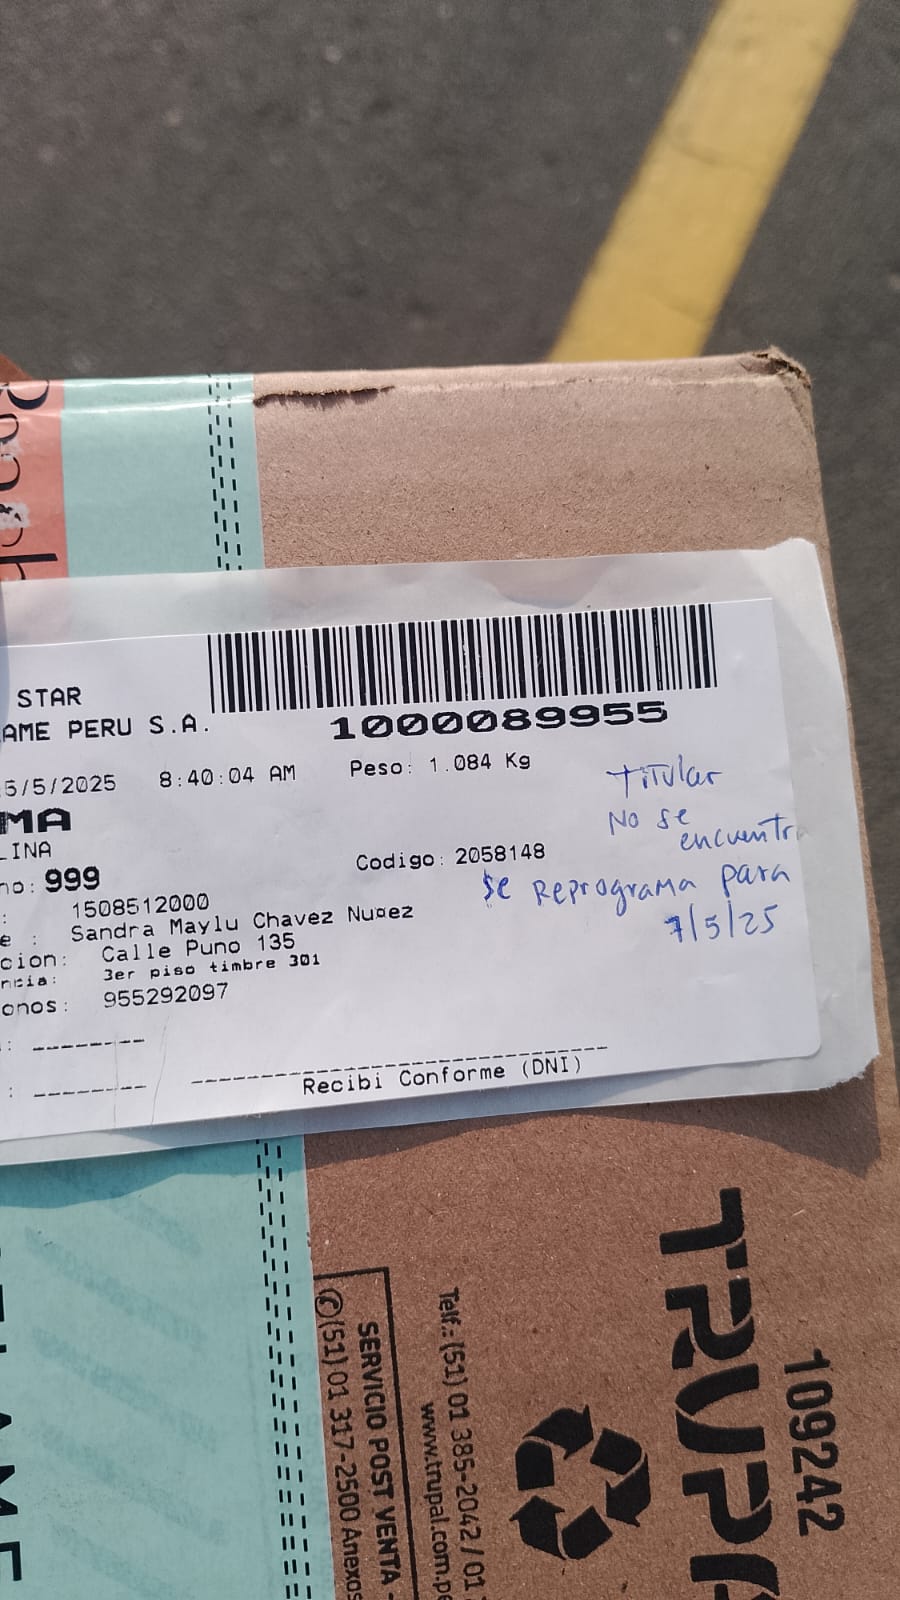 STAR
AME PERU S.A.
1000089955
5/5/2025 8:40:04 AM Peso: 1.084 Kg
MA
LINA
no: 999 Codigo: 2058148
: 1508512000
e : Sandra Maylu Chavez Nuñez
cion: Calle Puno 135
ncia: 3er piso timbre 301
onos: 955292097
Recibi Conforme (DNI)
Titular
No se
encuentra
se Reprograma para
7/5/25
TRUPA
109242
Telf.: (51) 01 385-2042 / 01
www.trupal.com.pe
SERVICIO POST VENTA -
(51) 01 317-2500 Anexos